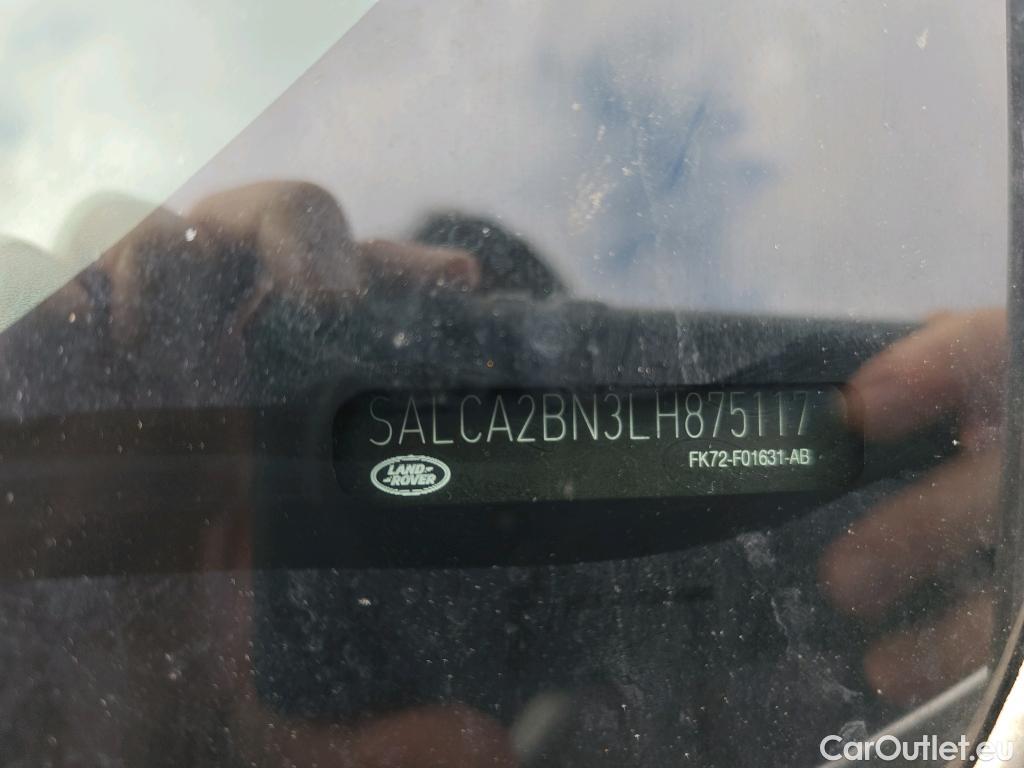 SALCA2BN3LH875117
FK72-F01631-AB
LAND
ROVER
CarOutlet.eu